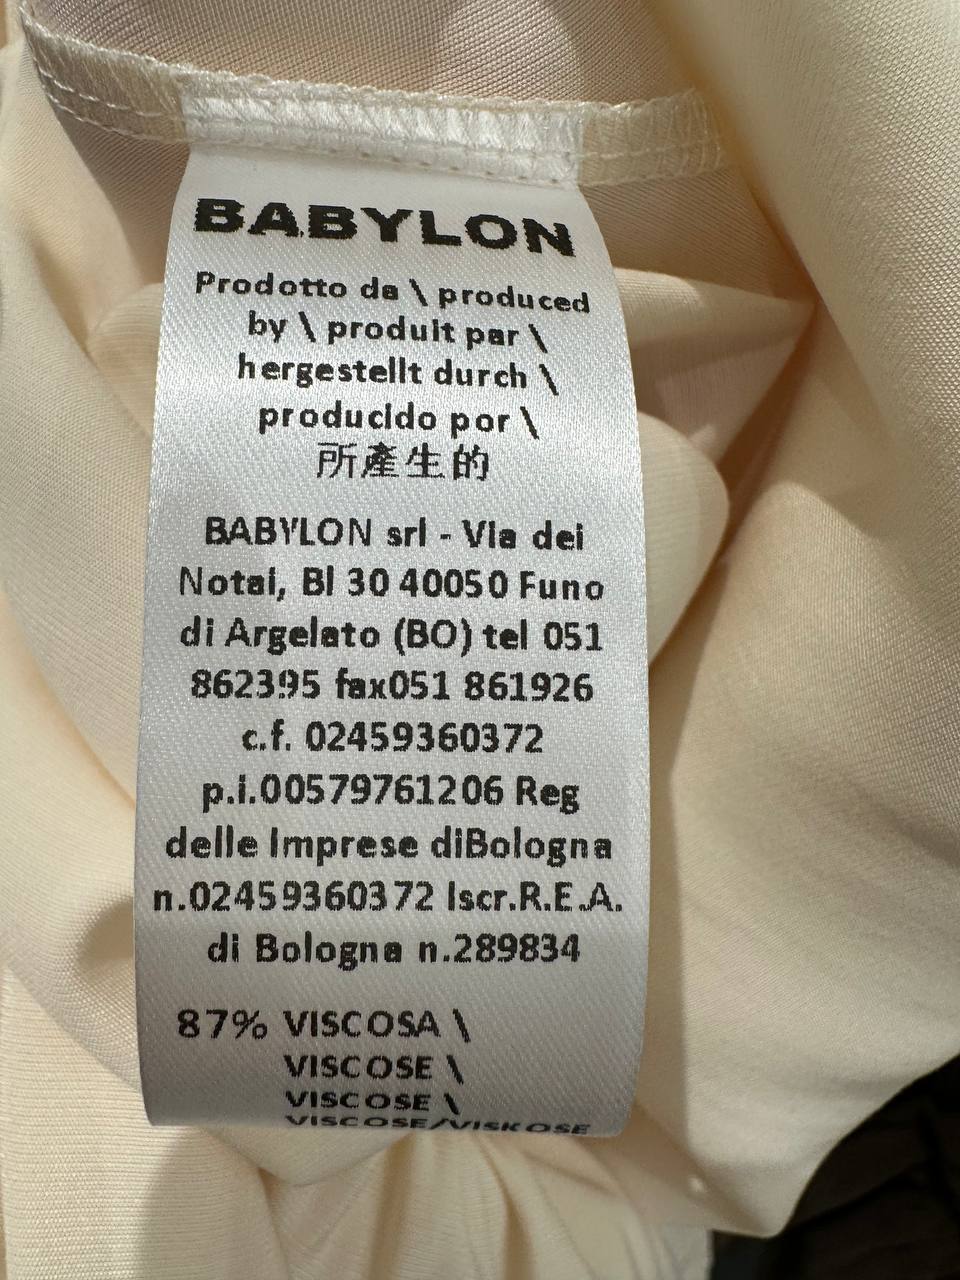 BABYLON
Prodotto da \ produced
by \ produit par \
hergestellt durch \
producido por \
所產生的
BABYLON srl - Via dei
Notai, Bl 30 40050 Funo
di Argelato (BO) tel 051
862395 fax051 861926
c.f. 02459360372
p.i.00579761206 Reg
delle Imprese diBologna
n.02459360372 Iscr.R.E.A.
di Bologna n.289834
87% VISCOSA \
VISCOSE \
VISCOSE \
VISCOSE/VISKOSE